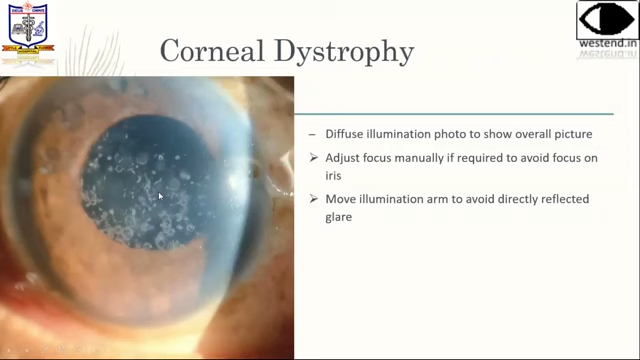 westend.in
Corneal Dystrophy
– Diffuse illumination photo to show overall picture
➢ Adjust focus manually if required to avoid focus on
iris
➢ Move illumination arm to avoid directly reflected
glare